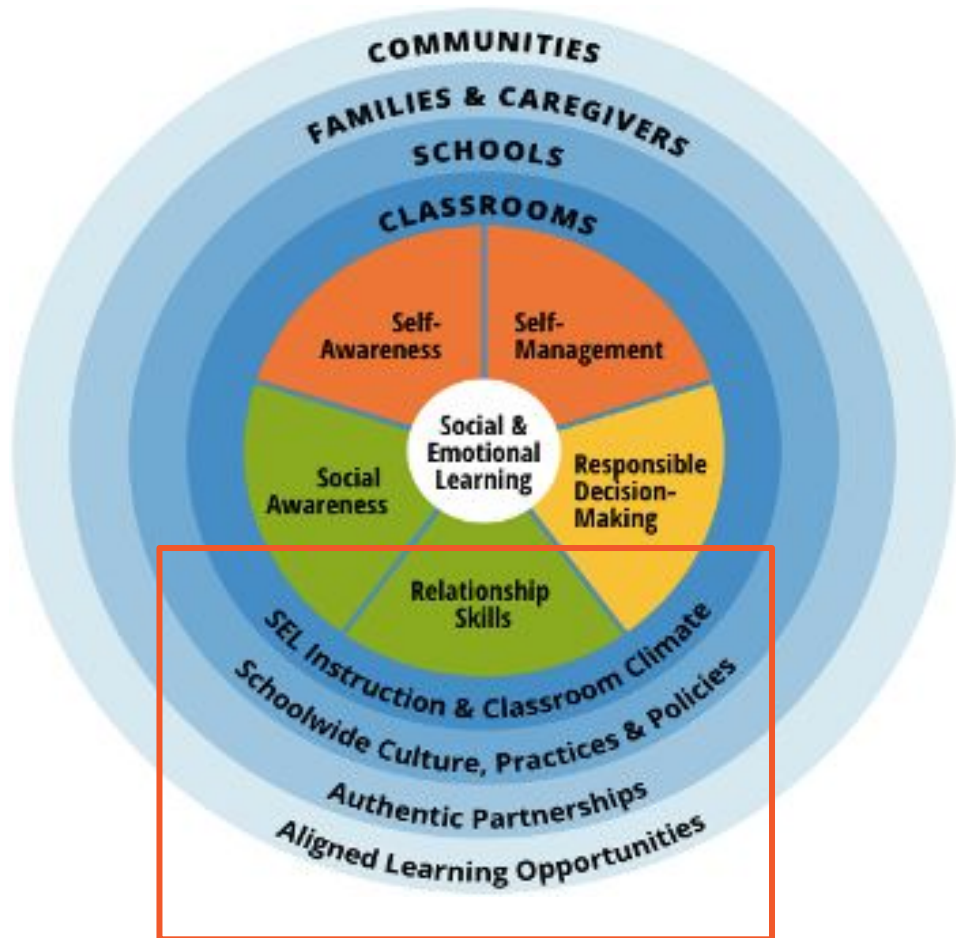 COMMUNITIES
FAMILIES & CAREGIVERS
SCHOOLS
CLASSROOMS
Self-
Awareness
Self-
Management
Social &
Emotional
Learning
Social
Awareness
Responsible
Decision-
Making
Relationship
Skills
SEL Instruction & Classroom Climate
Schoolwide Culture, Practices & Policies
Authentic Partnerships
Aligned Learning Opportunities